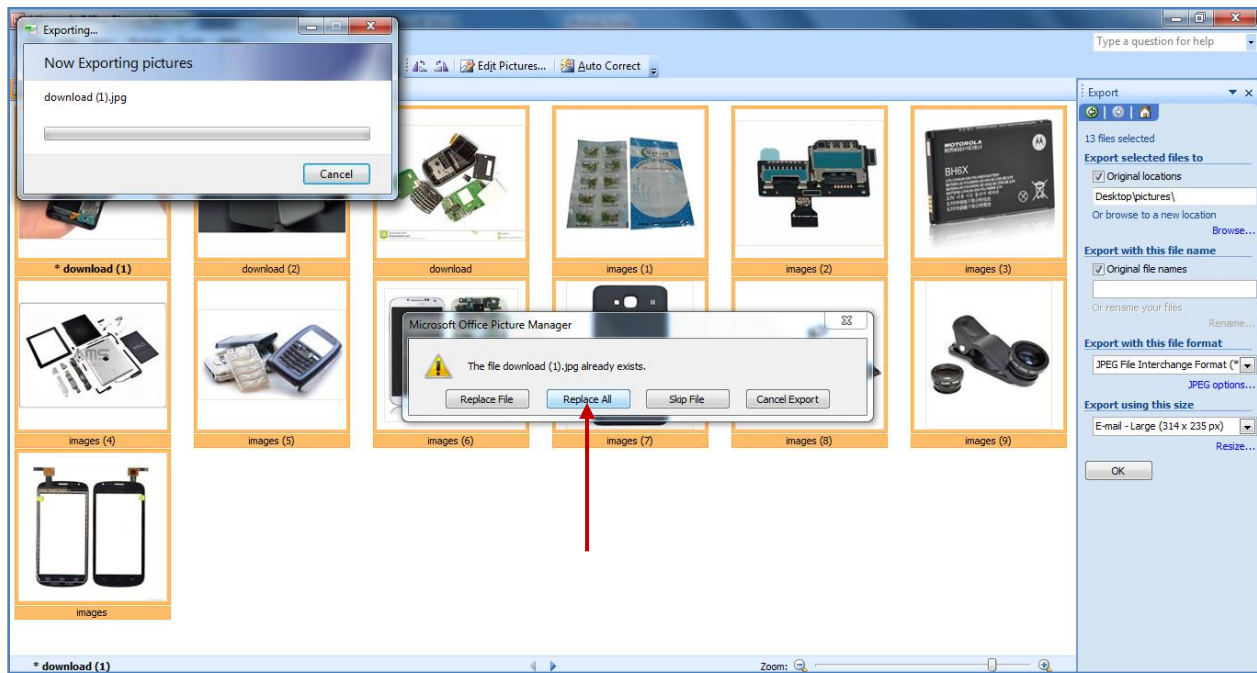 Exporting...
Now Exporting pictures
download (1).jpg
Cancel
Type a question for help
Edit Pictures...
Auto Correct
* download (1)
download (2)
download
images (1)
images (2)
images (3)
MOTOROLA
BH6X
images (4)
images (5)
images (6)
images (7)
images (8)
images (9)
images
Microsoft Office Picture Manager
The file download (1).jpg already exists.
Replace File
Replace All
Skip File
Cancel Export
Export
13 files selected
Export selected files to
Original locations
Desktop\pictures\
Or browse to a new location
Browse...
Export with this file name
Original file names
Or rename your files
Rename...
Export with this file format
JPEG File Interchange Format (*
JPEG options...
Export using this size
E-mail - Large (314 x 235 px)
Resize...
OK
* download (1)
Zoom: